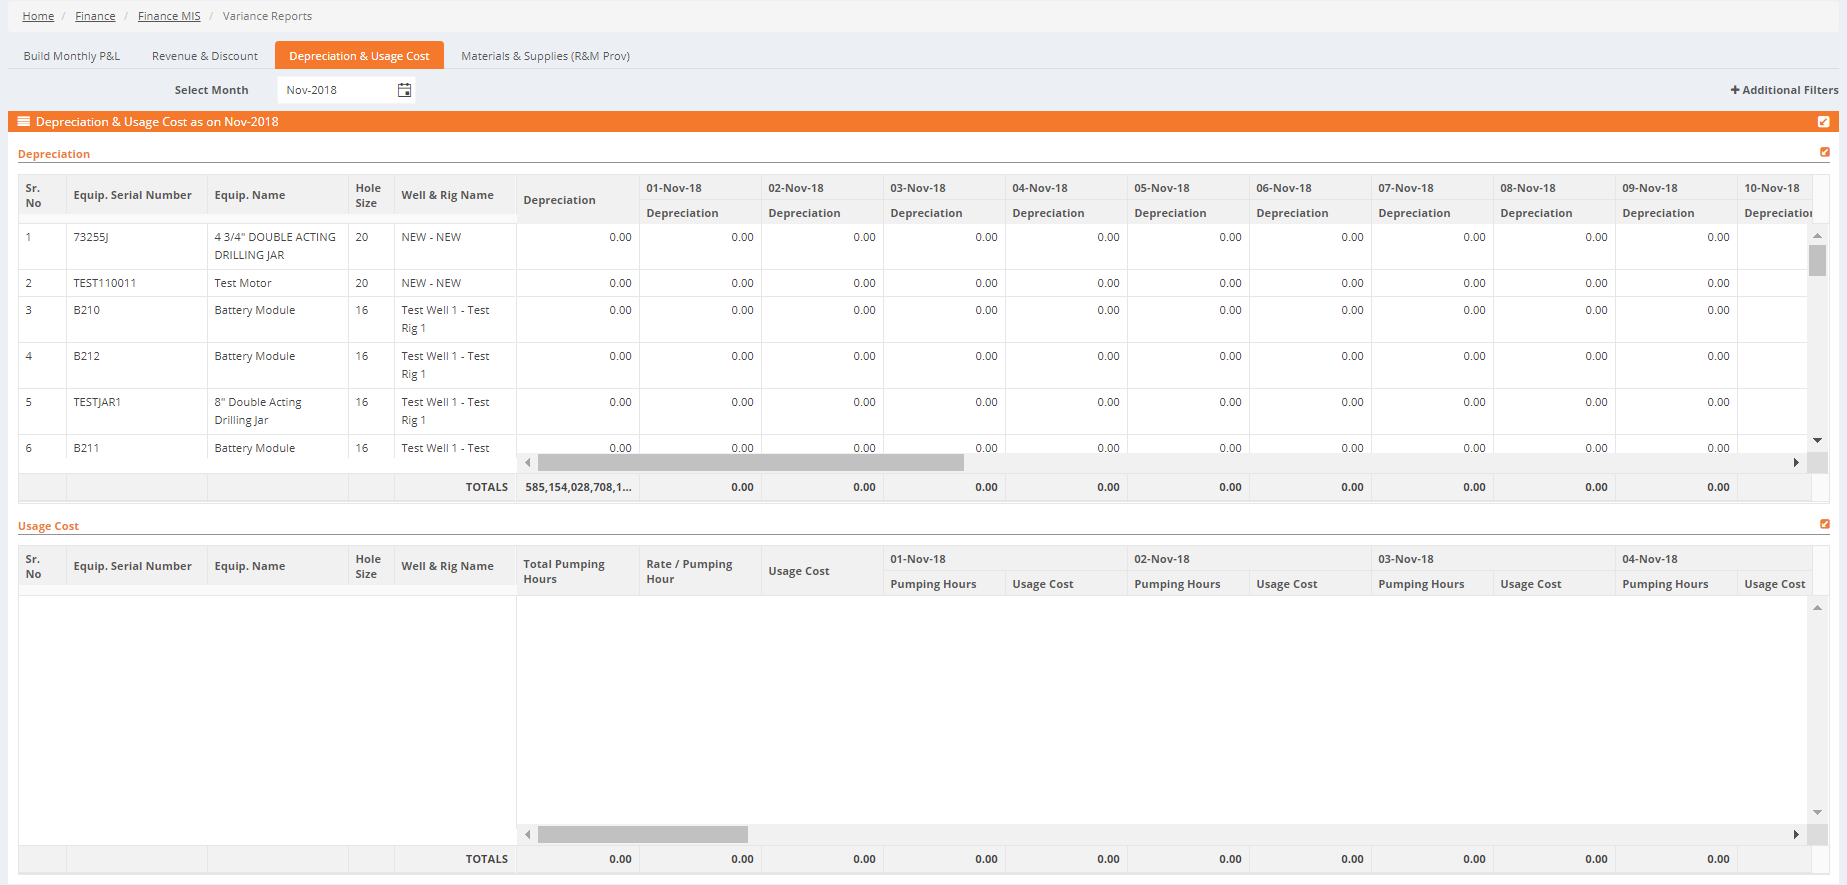 Home / Finance / Finance MIS / Variance Reports
Build Monthly P&L Revenue & Discount Depreciation & Usage Cost Materials & Supplies (R&M Prov)
Select Month Nov-2018 + Additional Filters
Depreciation & Usage Cost as on Nov-2018
Depreciation
Sr. No Equip. Serial Number Equip. Name Hole Size Well & Rig Name Depreciation 01-Nov-18 02-Nov-18 03-Nov-18 04-Nov-18 05-Nov-18 06-Nov-18 07-Nov-18 08-Nov-18 09-Nov-18 10-Nov-18
Depreciation Depreciation Depreciation Depreciation Depreciation Depreciation Depreciation Depreciation Depreciation Depreciation
1 73255J 4 3/4" DOUBLE ACTING 20 NEW - NEW 0.00 0.00 0.00 0.00 0.00 0.00 0.00 0.00 0.00 0.00
DRILLING JAR
2 TEST110011 Test Motor 20 NEW - NEW 0.00 0.00 0.00 0.00 0.00 0.00 0.00 0.00 0.00 0.00
3 B210 Battery Module 16 Test Well 1 - Test 0.00 0.00 0.00 0.00 0.00 0.00 0.00 0.00 0.00 0.00
Rig 1
4 B212 Battery Module 16 Test Well 1 - Test 0.00 0.00 0.00 0.00 0.00 0.00 0.00 0.00 0.00 0.00
Rig 1
5 TESTJAR1 8" Double Acting 16 Test Well 1 - Test 0.00 0.00 0.00 0.00 0.00 0.00 0.00 0.00 0.00 0.00
Drilling Jar Rig 1
6 B211 Battery Module 16 Test Well 1 - Test 0.00 0.00 0.00 0.00 0.00 0.00 0.00 0.00 0.00 0.00
TOTALS 585,154,028,708,1... 0.00 0.00 0.00 0.00 0.00 0.00 0.00 0.00 0.00
Usage Cost
Sr. No Equip. Serial Number Equip. Name Hole Size Well & Rig Name Total Pumping Hours Rate / Pumping Hour Usage Cost 01-Nov-18 02-Nov-18 03-Nov-18 04-Nov-18
Pumping Hours Usage Cost Pumping Hours Usage Cost Pumping Hours Usage Cost Pumping Hours Usage Cost
TOTALS 0.00 0.00 0.00 0.00 0.00 0.00 0.00 0.00 0.00 0.00